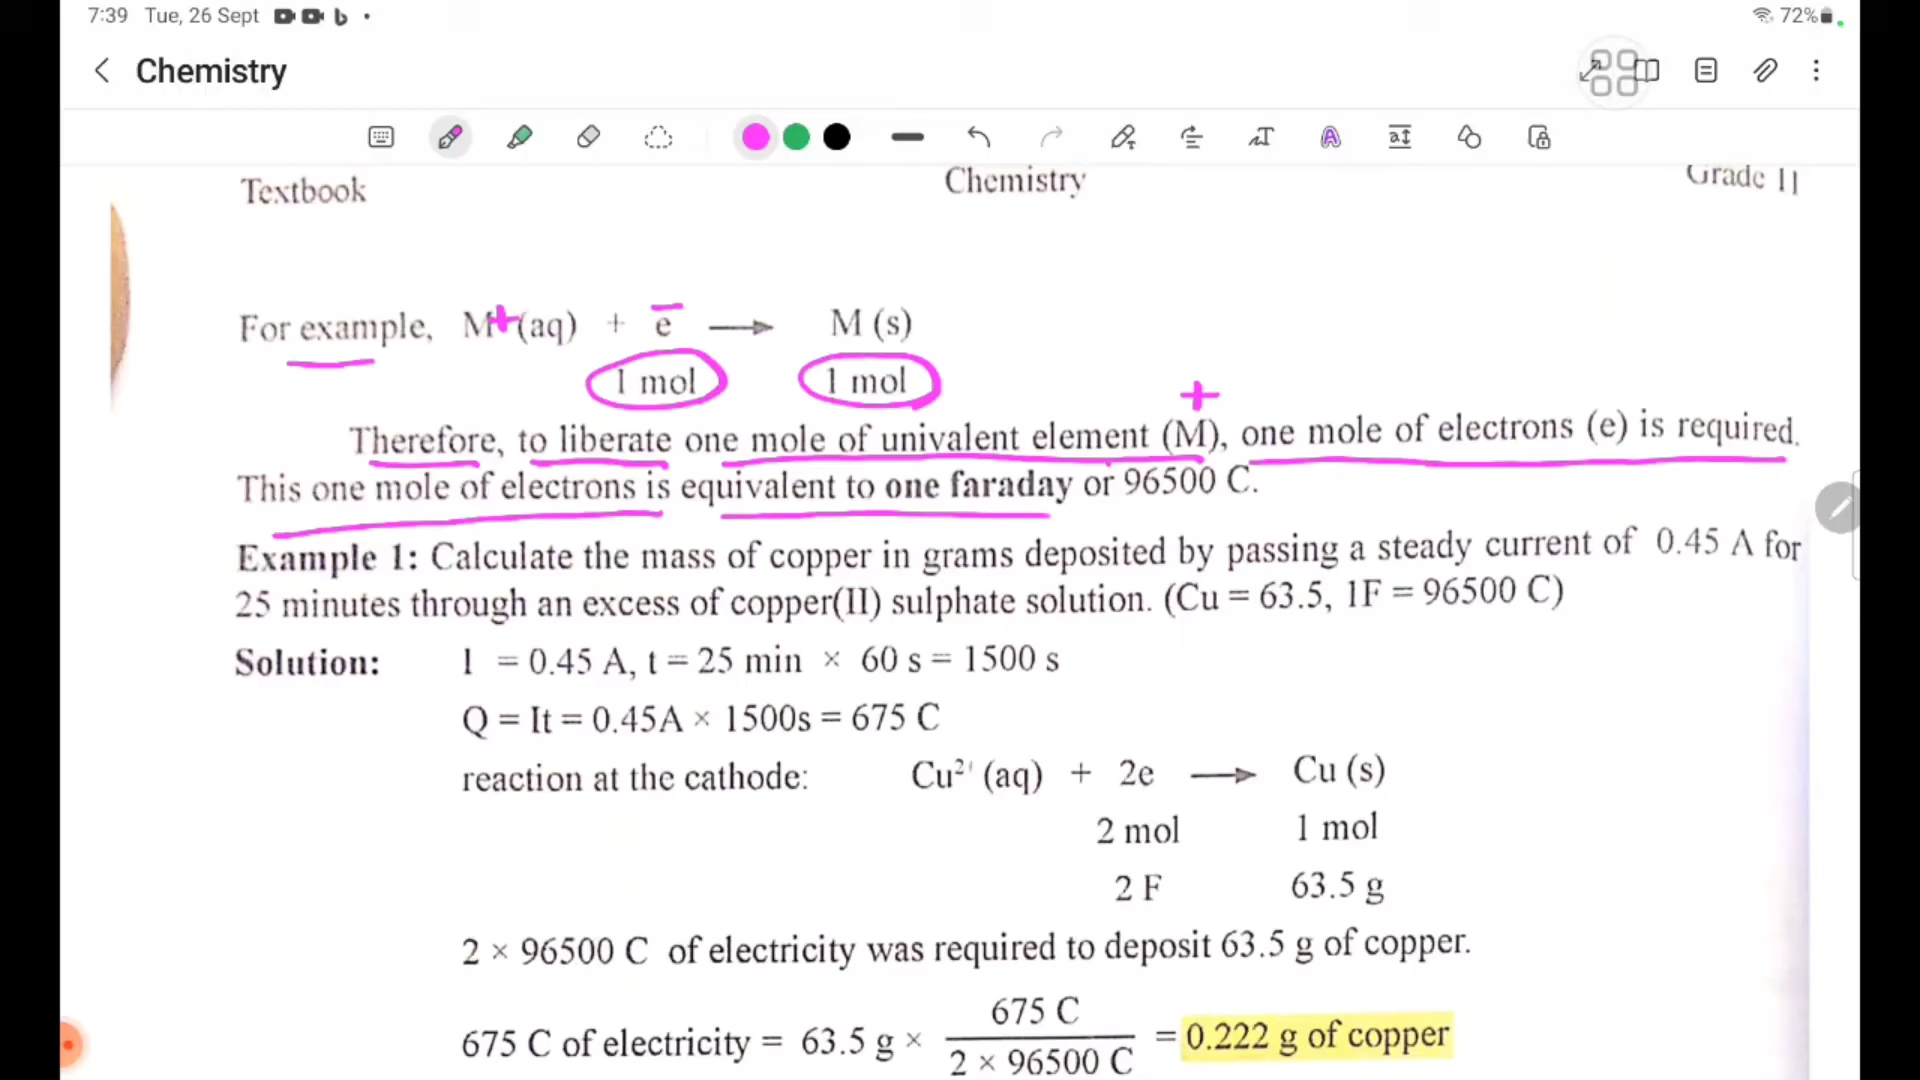 7:39 Tue, 26 Sept
72%
Chemistry
Textbook Chemistry Grade 11
For example, M⁺(aq) + e⁻ → M (s)
1 mol 1 mol
Therefore, to liberate one mole of univalent element (M⁺), one mole of electrons (e) is required.
This one mole of electrons is equivalent to one faraday or 96500 C.
Example 1: Calculate the mass of copper in grams deposited by passing a steady current of 0.45 A for
25 minutes through an excess of copper(II) sulphate solution. (Cu = 63.5, 1F = 96500 C)
Solution: I = 0.45 A, t = 25 min × 60 s = 1500 s
Q = It = 0.45A × 1500s = 675 C
reaction at the cathode: Cu²⁺ (aq) + 2e → Cu (s)
2 mol 1 mol
2 F 63.5 g
2 × 96500 C of electricity was required to deposit 63.5 g of copper.
675 C
675 C of electricity = 63.5 g × = 0.222 g of copper
2 × 96500 C